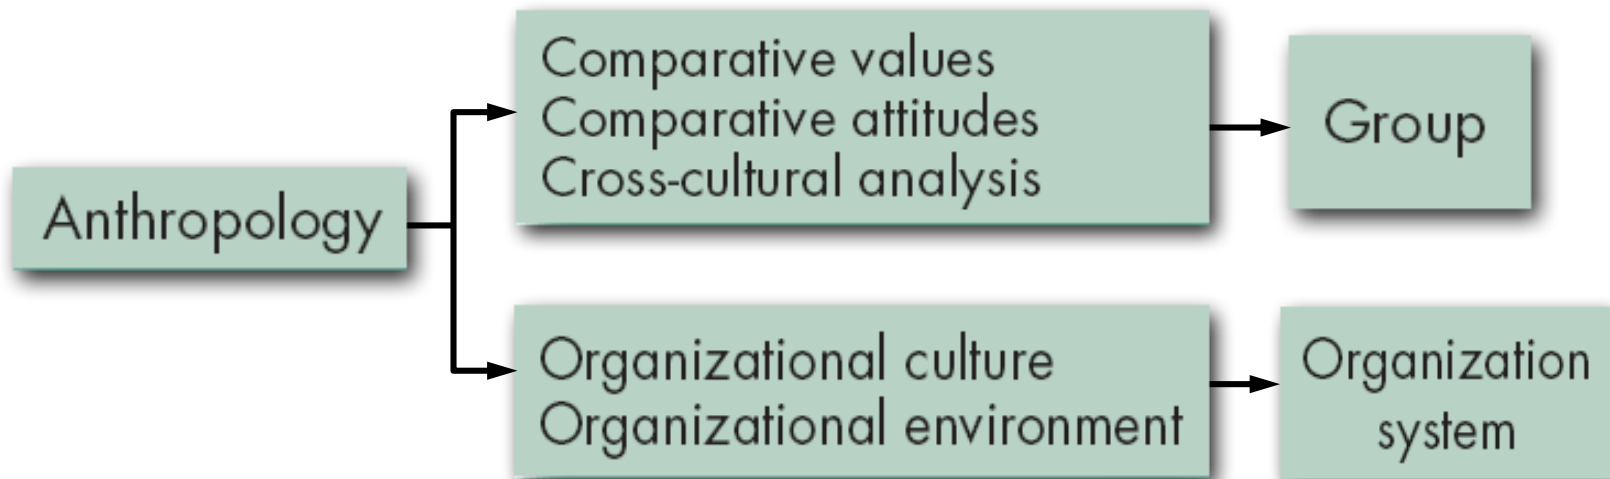 Anthropology
Comparative values
Comparative attitudes
Cross-cultural analysis
Group
Organizational culture
Organizational environment
Organization
system